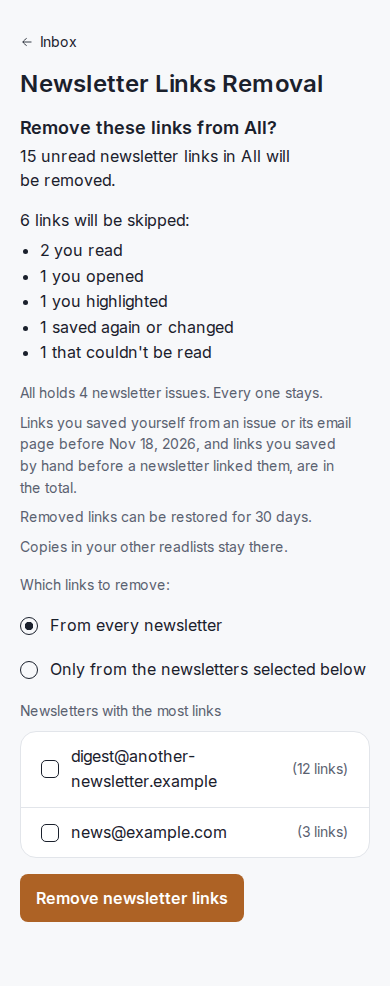 ← Inbox
Newsletter Links Removal
Remove these links from All?
15 unread newsletter links in All will
be removed.
6 links will be skipped:
• 2 you read
• 1 you opened
• 1 you highlighted
• 1 saved again or changed
• 1 that couldn't be read
All holds 4 newsletter issues. Every one stays.
Links you saved yourself from an issue or its email
page before Nov 18, 2026, and links you saved
by hand before a newsletter linked them, are in
the total.
Removed links can be restored for 30 days.
Copies in your other readlists stay there.
Which links to remove:
From every newsletter
Only from the newsletters selected below
Newsletters with the most links
digest@another-
newsletter.example
(12 links)
news@example.com (3 links)
Remove newsletter links